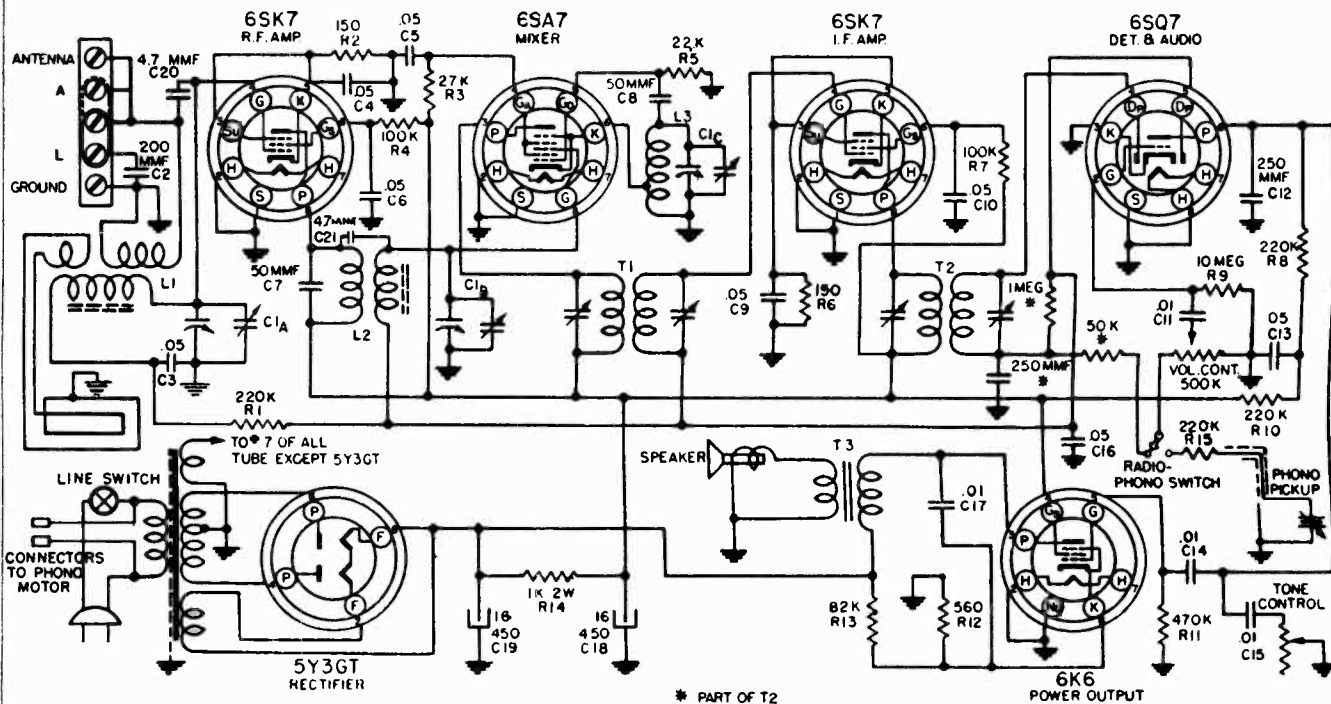 6SK7
R.F. AMP.
6SA7
MIXER
6SK7
I.F. AMP.
6SQ7
DET. & AUDIO
ANTENNA
A
L
GROUND
4.7 MMF
C20
200
MMF
C2
150
R2
.05
C5
.05
C4
27K
R3
100K
R4
.05
C6
G
K
Su
GS
H
H
S
P
50MMF
C8
22K
R5
L3
C1C
P
K
H
H
S
G
G
K
Su
GS
H
H
S
P
100K
R7
.05
C10
DP
DP
K
P
G
H
S
H
250
MMF
C12
220K
R8
47MMF
C21
50MMF
C7
L1
L2
C1A
C1B
.05
C3
T1
.05
C9
150
R6
T2
1MEG
*
10 MEG
R9
.01
C11
.05
C13
50K
*
250MMF
*
VOL. CONT.
500K
220K
R10
220K
R1
TO #7 OF ALL
TUBE EXCEPT 5Y3GT
LINE SWITCH
CONNECTORS
TO PHONO
MOTOR
P
F
P
F
5Y3GT
RECTIFIER
SPEAKER
T3
.01
C17
.05
C16
220K
R15
RADIO-
PHONO SWITCH
PHONO
PICKUP
1K 2W
R14
16
450
C19
16
450
C18
82K
R13
560
R12
GS
G
P
H
H
K
6K6
POWER OUTPUT
.01
C14
470K
R11
.01
C15
TONE
CONTROL
* PART OF T2